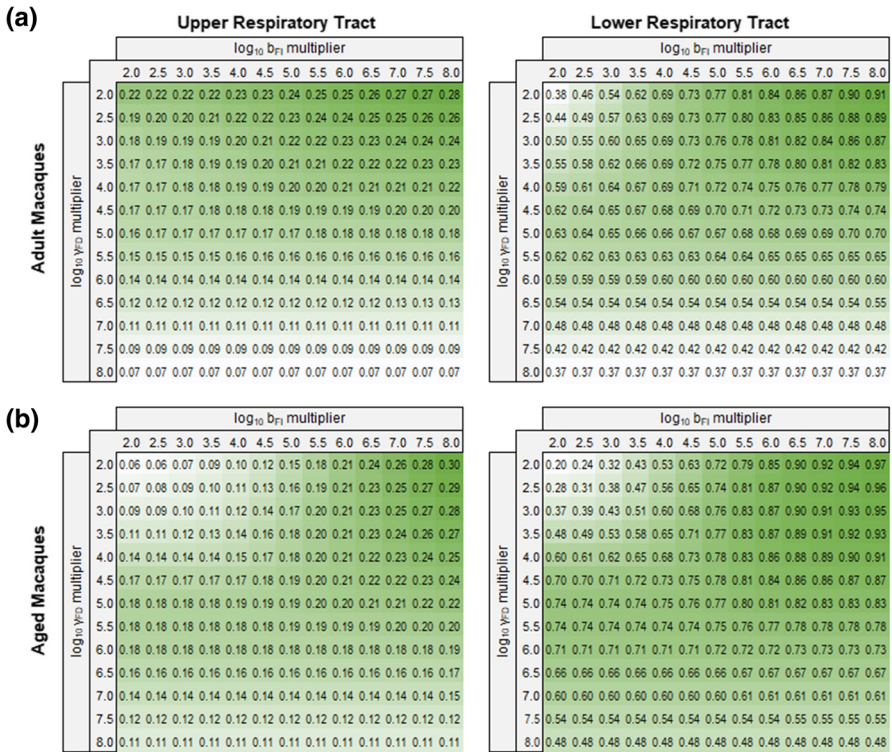 (a)
Upper Respiratory Tract
log10 bFI multiplier
2.0 2.5 3.0 3.5 4.0 4.5 5.0 5.5 6.0 6.5 7.0 7.5 8.0
Adult Macaques
log10 γFD multiplier
2.0 0.22 0.22 0.22 0.22 0.23 0.23 0.24 0.25 0.25 0.26 0.27 0.27 0.28
2.5 0.19 0.20 0.20 0.21 0.22 0.22 0.23 0.24 0.24 0.25 0.25 0.26 0.26
3.0 0.18 0.19 0.19 0.19 0.20 0.21 0.22 0.22 0.23 0.23 0.24 0.24 0.24
3.5 0.17 0.17 0.18 0.19 0.19 0.20 0.21 0.21 0.22 0.22 0.22 0.23 0.23
4.0 0.17 0.17 0.18 0.18 0.19 0.19 0.20 0.20 0.21 0.21 0.21 0.21 0.22
4.5 0.17 0.17 0.17 0.18 0.18 0.18 0.19 0.19 0.19 0.19 0.20 0.20 0.20
5.0 0.16 0.17 0.17 0.17 0.17 0.17 0.18 0.18 0.18 0.18 0.18 0.18 0.18
5.5 0.15 0.15 0.15 0.16 0.16 0.16 0.16 0.16 0.16 0.16 0.16 0.16 0.16
6.0 0.14 0.14 0.14 0.14 0.14 0.14 0.14 0.14 0.14 0.14 0.14 0.14 0.14
6.5 0.12 0.12 0.12 0.12 0.12 0.12 0.12 0.12 0.12 0.12 0.13 0.13 0.13
7.0 0.11 0.11 0.11 0.11 0.11 0.11 0.11 0.11 0.11 0.11 0.11 0.11 0.11
7.5 0.09 0.09 0.09 0.09 0.09 0.09 0.09 0.09 0.09 0.09 0.09 0.09 0.09
8.0 0.07 0.07 0.07 0.07 0.07 0.07 0.07 0.07 0.07 0.07 0.07 0.07 0.07
Lower Respiratory Tract
log10 bFI multiplier
2.0 2.5 3.0 3.5 4.0 4.5 5.0 5.5 6.0 6.5 7.0 7.5 8.0
log10 γFD multiplier
2.0 0.38 0.46 0.54 0.62 0.69 0.73 0.77 0.81 0.84 0.86 0.87 0.90 0.91
2.5 0.44 0.49 0.57 0.63 0.69 0.73 0.77 0.80 0.83 0.85 0.86 0.88 0.89
3.0 0.50 0.55 0.60 0.65 0.69 0.73 0.76 0.78 0.81 0.82 0.84 0.86 0.87
3.5 0.55 0.58 0.62 0.66 0.69 0.72 0.75 0.77 0.78 0.80 0.81 0.82 0.83
4.0 0.59 0.61 0.64 0.67 0.69 0.71 0.72 0.74 0.75 0.76 0.77 0.78 0.79
4.5 0.62 0.64 0.65 0.67 0.68 0.69 0.70 0.71 0.72 0.73 0.73 0.74 0.74
5.0 0.63 0.64 0.65 0.66 0.66 0.67 0.67 0.68 0.68 0.69 0.69 0.70 0.70
5.5 0.62 0.62 0.63 0.63 0.63 0.63 0.64 0.64 0.65 0.65 0.65 0.65 0.65
6.0 0.59 0.59 0.59 0.60 0.60 0.60 0.60 0.60 0.60 0.60 0.60 0.60 0.60
6.5 0.54 0.54 0.54 0.54 0.54 0.54 0.54 0.54 0.54 0.54 0.54 0.54 0.55
7.0 0.48 0.48 0.48 0.48 0.48 0.48 0.48 0.48 0.48 0.48 0.48 0.48 0.48
7.5 0.42 0.42 0.42 0.42 0.42 0.42 0.42 0.42 0.42 0.42 0.42 0.42 0.42
8.0 0.37 0.37 0.37 0.37 0.37 0.37 0.37 0.37 0.37 0.37 0.37 0.37 0.37
(b)
log10 bFI multiplier
2.0 2.5 3.0 3.5 4.0 4.5 5.0 5.5 6.0 6.5 7.0 7.5 8.0
Aged Macaques
log10 γFD multiplier
2.0 0.06 0.06 0.07 0.09 0.10 0.12 0.15 0.18 0.21 0.24 0.26 0.28 0.30
2.5 0.07 0.08 0.09 0.10 0.11 0.13 0.16 0.19 0.21 0.23 0.25 0.27 0.29
3.0 0.09 0.09 0.10 0.11 0.12 0.14 0.17 0.20 0.21 0.23 0.25 0.27 0.28
3.5 0.11 0.11 0.12 0.13 0.14 0.16 0.18 0.20 0.21 0.23 0.24 0.26 0.27
4.0 0.14 0.14 0.14 0.14 0.15 0.17 0.18 0.20 0.21 0.22 0.23 0.24 0.25
4.5 0.17 0.17 0.17 0.17 0.17 0.18 0.19 0.20 0.21 0.22 0.22 0.23 0.24
5.0 0.18 0.18 0.18 0.18 0.18 0.19 0.19 0.20 0.20 0.21 0.21 0.22 0.22
5.5 0.18 0.18 0.18 0.18 0.18 0.18 0.19 0.19 0.19 0.19 0.20 0.20 0.20
6.0 0.18 0.18 0.18 0.18 0.18 0.18 0.18 0.18 0.18 0.18 0.18 0.18 0.19
6.5 0.16 0.16 0.16 0.16 0.16 0.16 0.16 0.16 0.16 0.16 0.16 0.16 0.17
7.0 0.14 0.14 0.14 0.14 0.14 0.14 0.14 0.14 0.14 0.14 0.14 0.14 0.15
7.5 0.12 0.12 0.12 0.12 0.12 0.12 0.12 0.12 0.12 0.12 0.12 0.12 0.12
8.0 0.11 0.11 0.11 0.11 0.11 0.11 0.11 0.11 0.11 0.11 0.11 0.11 0.11
log10 bFI multiplier
2.0 2.5 3.0 3.5 4.0 4.5 5.0 5.5 6.0 6.5 7.0 7.5 8.0
log10 γFD multiplier
2.0 0.20 0.24 0.32 0.43 0.53 0.63 0.72 0.79 0.85 0.90 0.92 0.94 0.97
2.5 0.28 0.31 0.38 0.47 0.56 0.65 0.74 0.81 0.87 0.90 0.92 0.94 0.96
3.0 0.37 0.39 0.43 0.51 0.60 0.68 0.76 0.83 0.87 0.90 0.91 0.93 0.95
3.5 0.48 0.49 0.53 0.58 0.65 0.71 0.77 0.83 0.87 0.89 0.91 0.92 0.93
4.0 0.60 0.61 0.62 0.65 0.68 0.73 0.78 0.83 0.86 0.88 0.89 0.90 0.91
4.5 0.70 0.70 0.71 0.72 0.73 0.75 0.78 0.81 0.84 0.86 0.86 0.87 0.87
5.0 0.74 0.74 0.74 0.74 0.75 0.76 0.77 0.80 0.81 0.82 0.83 0.83 0.83
5.5 0.74 0.74 0.74 0.74 0.74 0.75 0.76 0.77 0.78 0.78 0.78 0.78 0.78
6.0 0.71 0.71 0.71 0.71 0.71 0.72 0.72 0.72 0.73 0.73 0.73 0.73 0.73
6.5 0.66 0.66 0.66 0.66 0.66 0.66 0.66 0.67 0.67 0.67 0.67 0.67 0.67
7.0 0.60 0.60 0.60 0.60 0.60 0.60 0.60 0.61 0.61 0.61 0.61 0.61 0.61
7.5 0.54 0.54 0.54 0.54 0.54 0.54 0.54 0.54 0.55 0.55 0.55 0.55 0.55
8.0 0.48 0.48 0.48 0.48 0.48 0.48 0.48 0.48 0.48 0.48 0.48 0.48 0.48